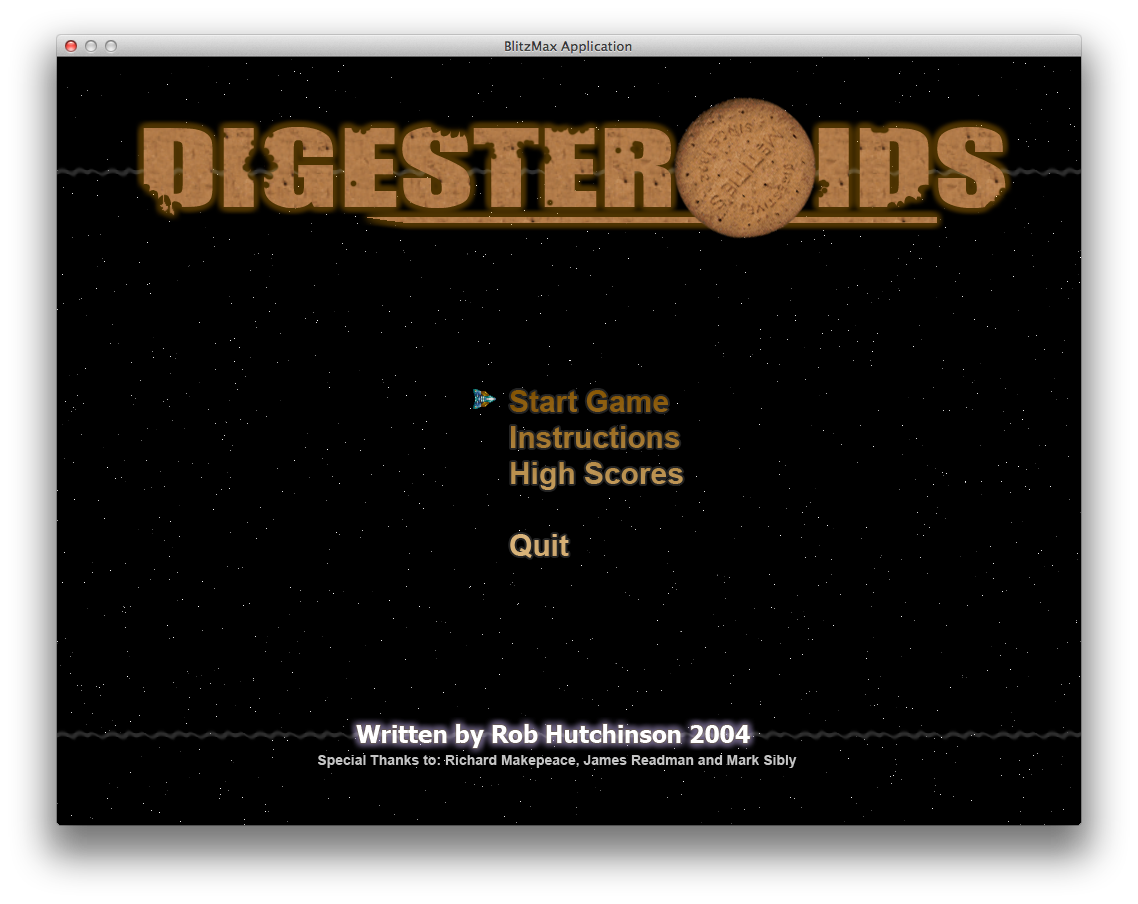 BlitzMax Application
DIGESTEROIDS
Start Game
Instructions
High Scores
Quit
Written by Rob Hutchinson 2004
Special Thanks to: Richard Makepeace, James Readman and Mark Sibly